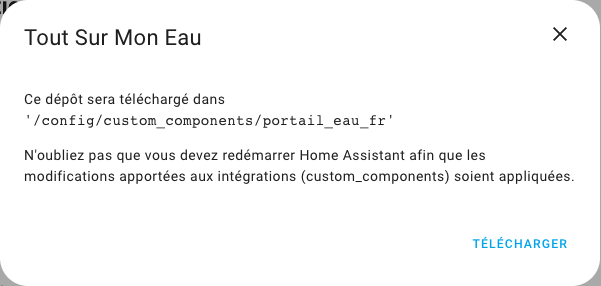 Tout Sur Mon Eau
Ce dépôt sera téléchargé dans
'/config/custom_components/portail_eau_fr'
N'oubliez pas que vous devez redémarrer Home Assistant afin que les
modifications apportées aux intégrations (custom_components) soient appliquées.
TÉLÉCHARGER